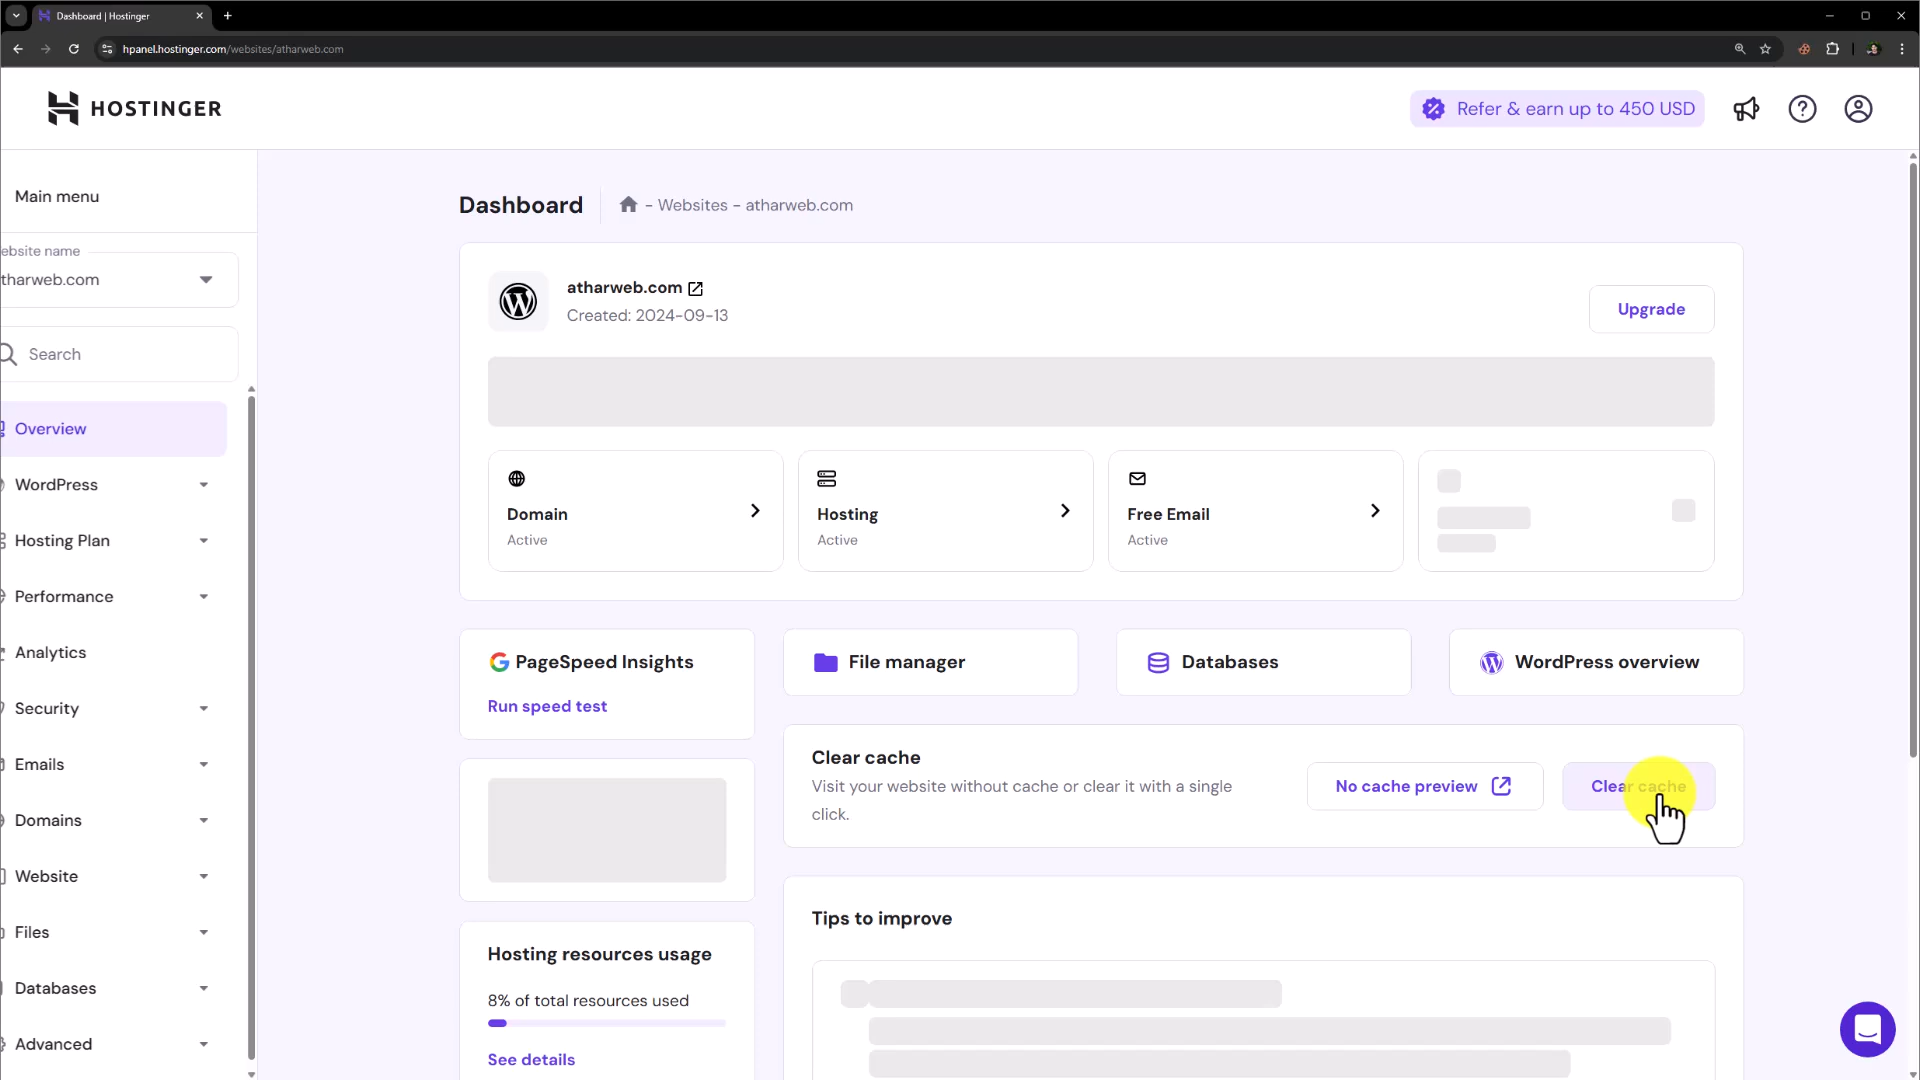 Dashboard | Hostinger
hpanel.hostinger.com/websites/atharweb.com
HOSTINGER
Refer & earn up to 450 USD
Main menu
ebsite name
tharweb.com
Search
Overview
WordPress
Hosting Plan
Performance
Analytics
Security
Emails
Domains
Website
Files
Databases
Advanced
Dashboard
- Websites - atharweb.com
atharweb.com
Created: 2024-09-13
Upgrade
Domain
Active
Hosting
Active
Free Email
Active
PageSpeed Insights
Run speed test
File manager
Databases
WordPress overview
Clear cache
Visit your website without cache or clear it with a single
click.
No cache preview
Clear cache
Tips to improve
Hosting resources usage
8% of total resources used
See details